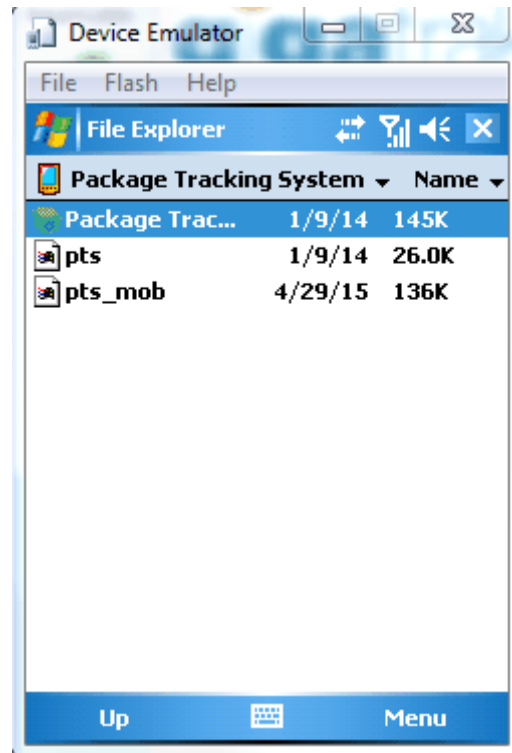 Device Emulator
File Flash Help
File Explorer
Package Tracking System Name
Package Trac... 1/9/14 145K
pts 1/9/14 26.0K
pts_mob 4/29/15 136K
Up Menu